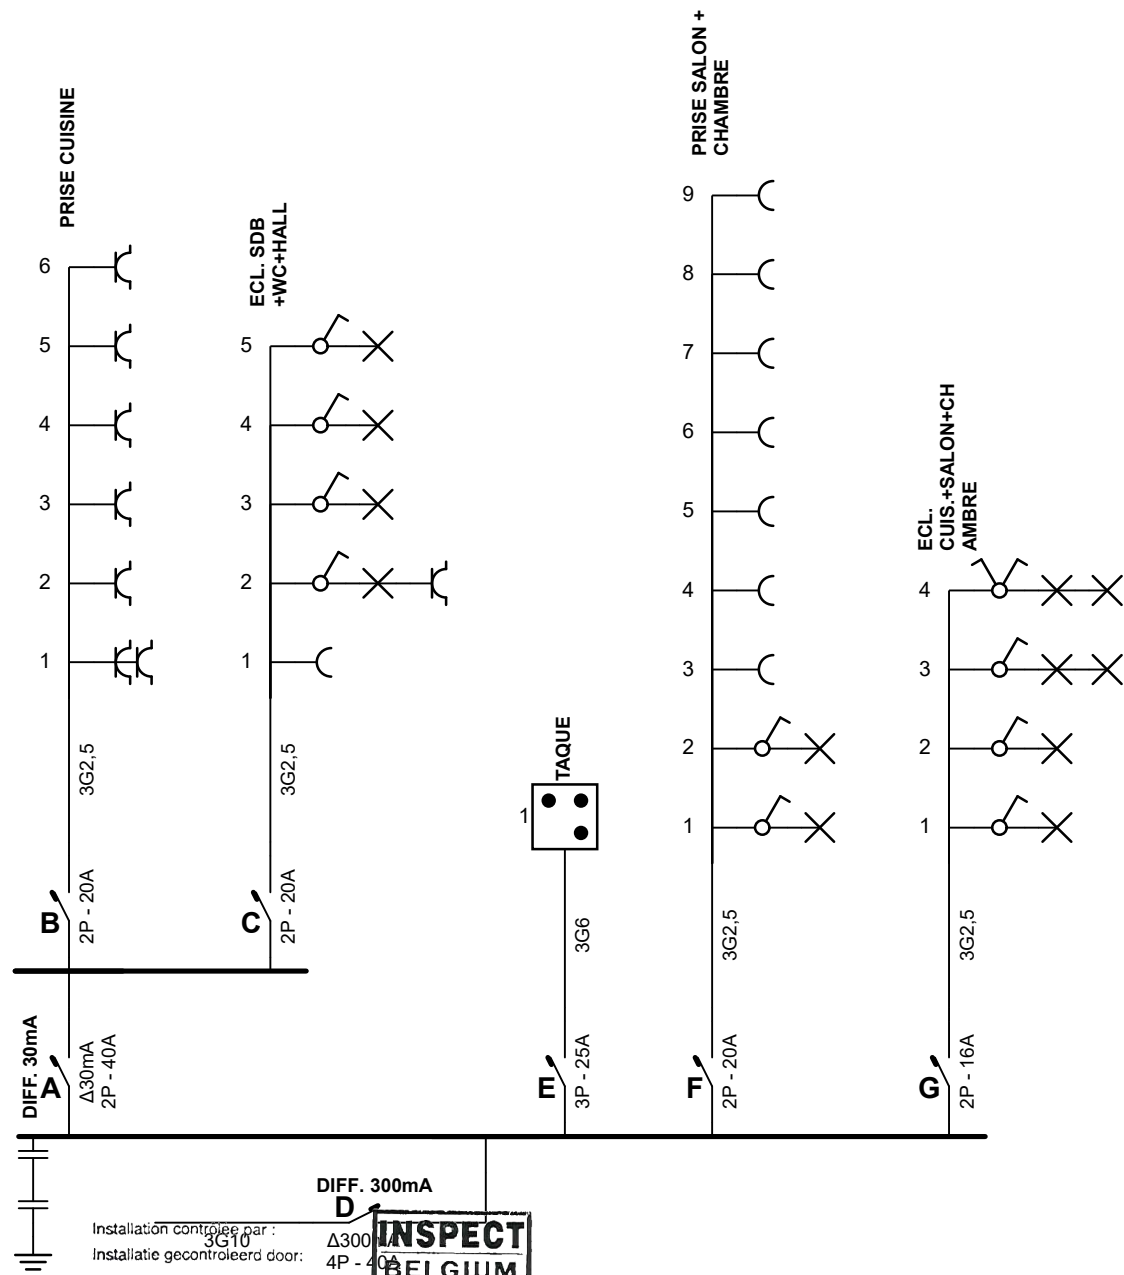 PRISE SALON +
CHAMBRE
PRISE CUISINE
9
ECL. SDB
+WC+HALL
6
8
5
5
7
4
4
6
ECL.
CUIS.+SALON+CH
AMBRE
3
3
5
2
2
4
4
1
1
3
3
TAQUE
3G2,5
3G2,5
2
2
1
1
1
B
2P - 20A
C
2P - 20A
3G6
3G2,5
3G2,5
DIFF. 30mA
A
Δ30mA
2P - 40A
E
3P - 25A
F
2P - 20A
G
2P - 16A
DIFF. 300mA
D
Installation contrôlée par :
3G10
Δ300mA
INSPECT
Installatie gecontroleerd door:
4P - 40A
BELGIUM